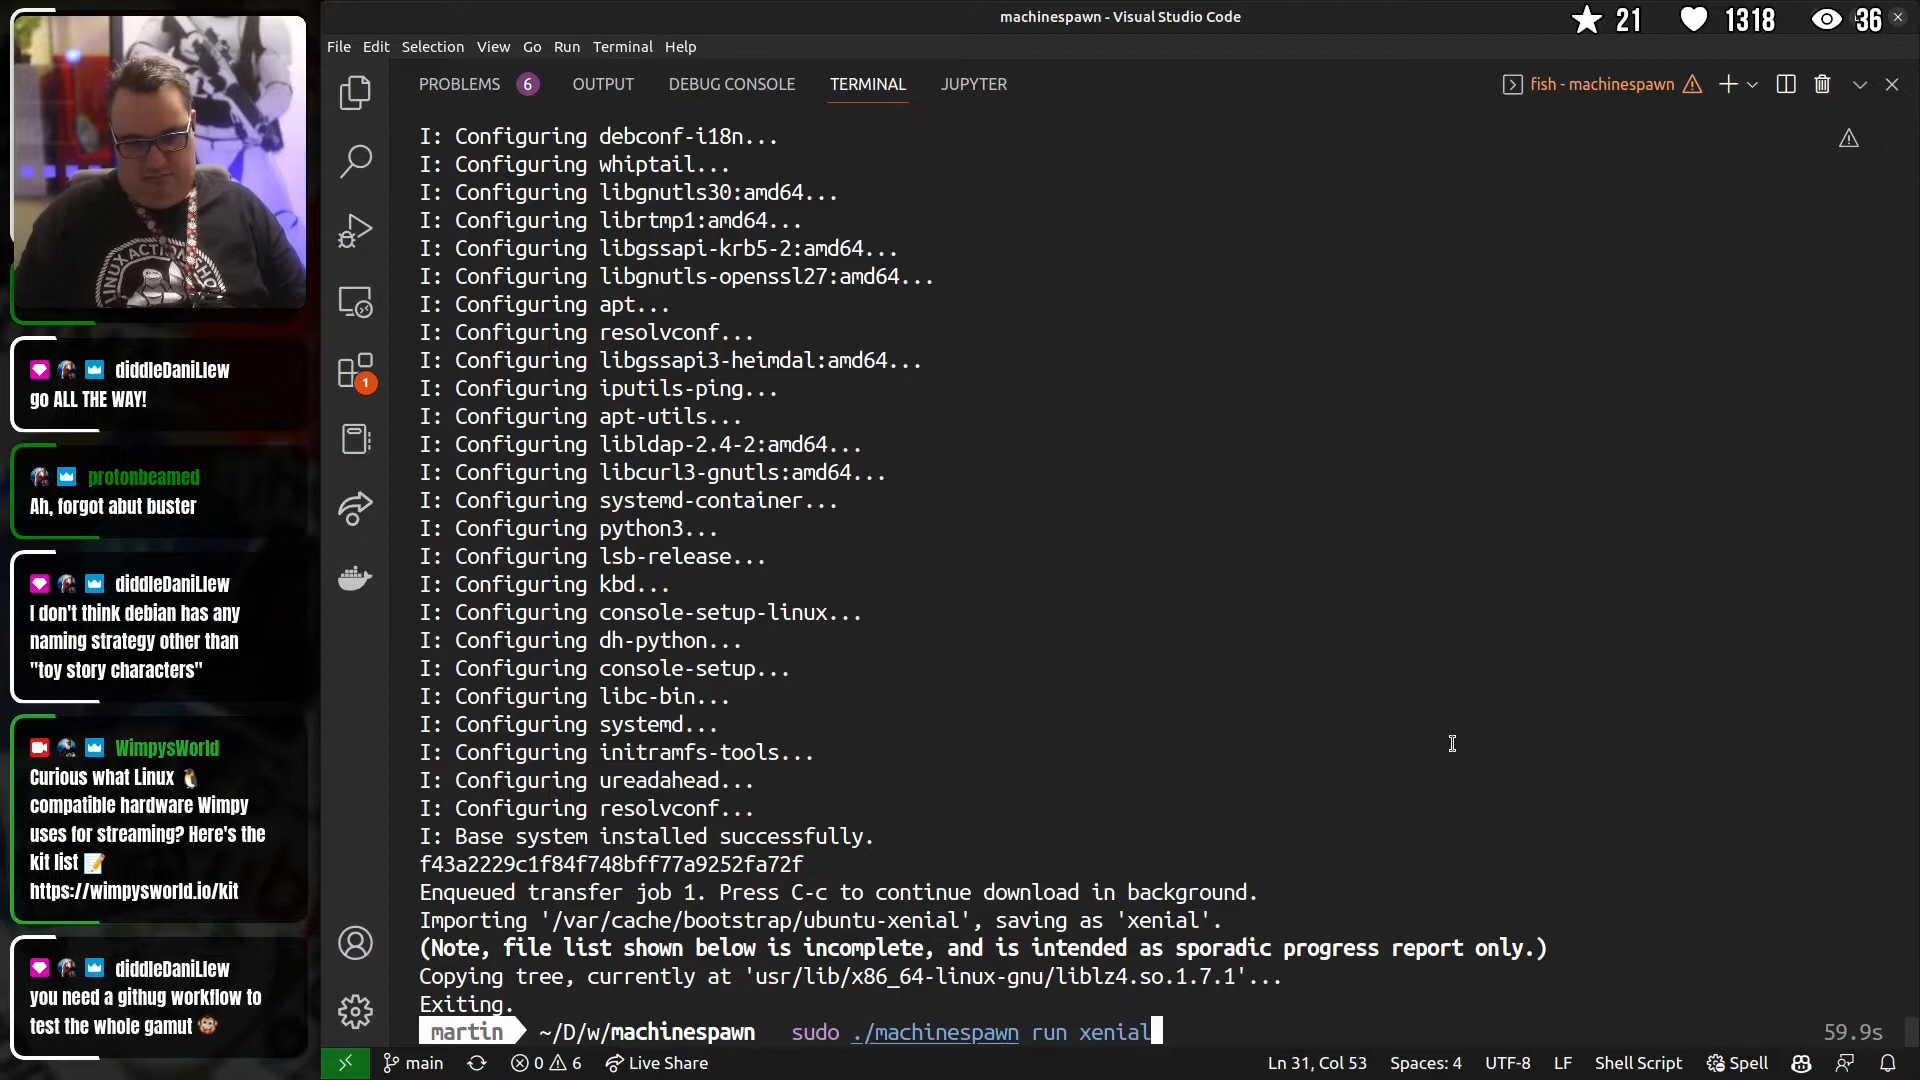 machinespawn - Visual Studio Code
21
1318
36
File Edit Selection View Go Run Terminal Help
PROBLEMS 6 OUTPUT DEBUG CONSOLE TERMINAL JUPYTER
fish - machinespawn
I: Configuring debconf-i18n...
I: Configuring whiptail...
I: Configuring libgnutls30:amd64...
I: Configuring librtmp1:amd64...
I: Configuring libgssapi-krb5-2:amd64...
I: Configuring libgnutls-openssl27:amd64...
I: Configuring apt...
I: Configuring resolvconf...
I: Configuring libgssapi3-heimdal:amd64...
I: Configuring iputils-ping...
I: Configuring apt-utils...
I: Configuring libldap-2.4-2:amd64...
I: Configuring libcurl3-gnutls:amd64...
I: Configuring systemd-container...
I: Configuring python3...
I: Configuring lsb-release...
I: Configuring kbd...
I: Configuring console-setup-linux...
I: Configuring dh-python...
I: Configuring console-setup...
I: Configuring libc-bin...
I: Configuring systemd...
I: Configuring initramfs-tools...
I: Configuring ureadahead...
I: Configuring resolvconf...
I: Base system installed successfully.
f43a2229c1f84f748bff77a9252fa72f
Enqueued transfer job 1. Press C-c to continue download in background.
Importing '/var/cache/bootstrap/ubuntu-xenial', saving as 'xenial'.
(Note, file list shown below is incomplete, and is intended as sporadic progress report only.)
Copying tree, currently at 'usr/lib/x86_64-linux-gnu/liblz4.so.1.7.1'...
Exiting.
martin ~/D/w/machinespawn sudo ./machinespawn run xenial 59.9s
1
LINUX ACTION SHOW
diddleDaniLlew
go ALL THE WAY!
protonbeamed
Ah, forgot abut buster
diddleDaniLlew
I don't think debian has any
naming strategy other than
"toy story characters"
WimpysWorld
Curious what Linux 🐧
compatible hardware Wimpy
uses for streaming? Here's the
kit list 📝
https://wimpysworld.io/kit
diddleDaniLlew
you need a githug workflow to
test the whole gamut 🐵
main 0 6 Live Share Ln 31, Col 53 Spaces: 4 UTF-8 LF Shell Script Spell